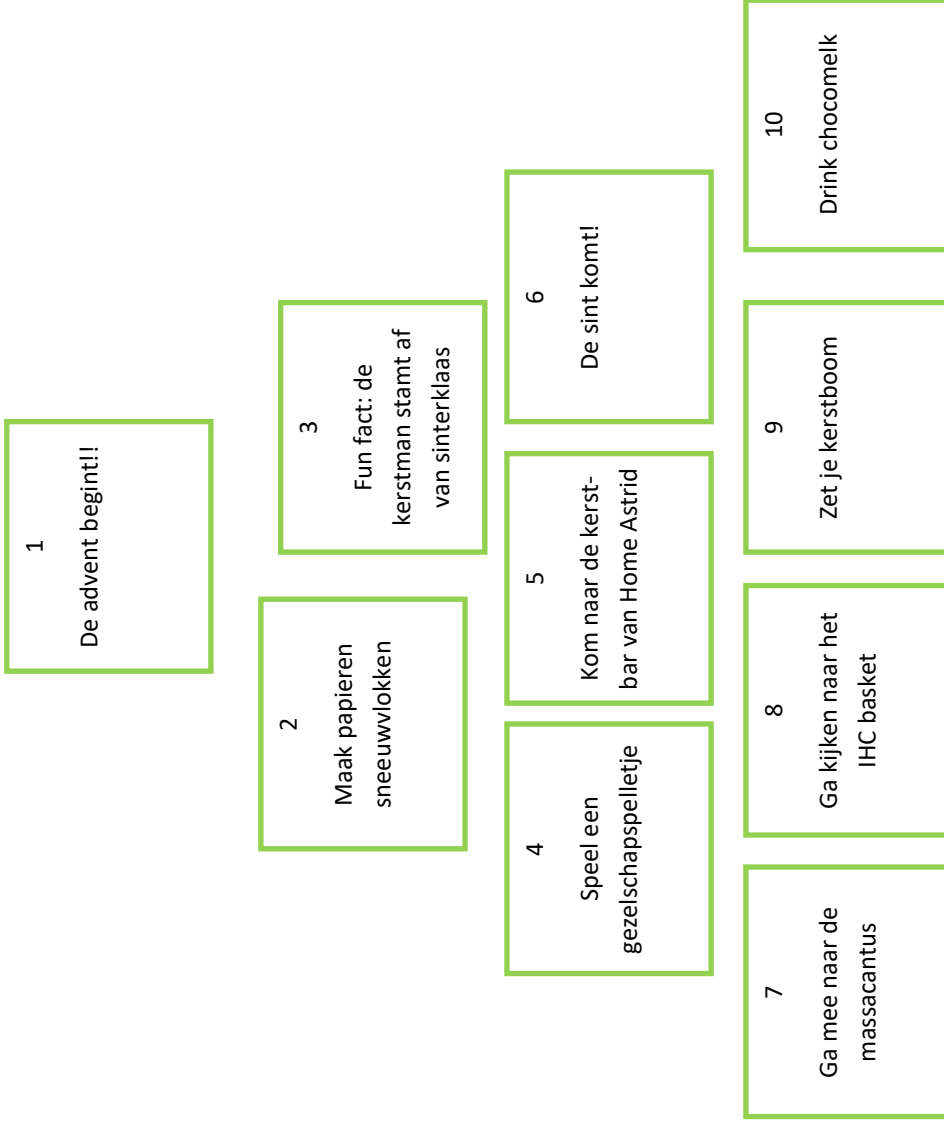 1
De advent begint!!
2
Maak papieren
sneeuwvlokken
3
Fun fact: de
kerstman stamt af
van sinterklaas
4
Speel een
gezelschapspelletje
5
Kom naar de kerst-
bar van Home Astrid
6
De sint komt!
7
Ga mee naar de
massacantus
8
Ga kijken naar het
IHC basket
9
Zet je kerstboom
10
Drink chocomelk